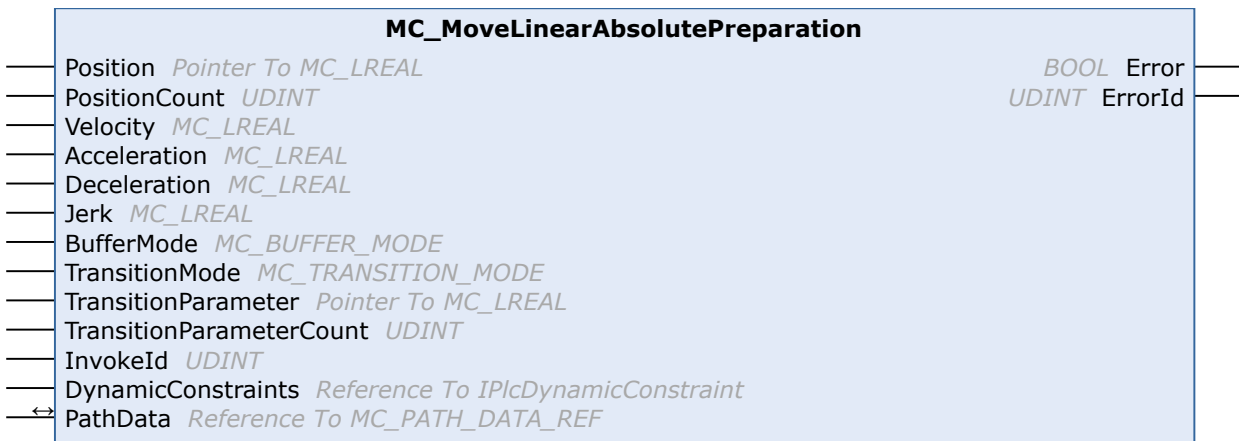 MC_MoveLinearAbsolutePreparation
Position Pointer To MC_LREAL BOOL Error
PositionCount UDINT UDINT ErrorId
Velocity MC_LREAL
Acceleration MC_LREAL
Deceleration MC_LREAL
Jerk MC_LREAL
BufferMode MC_BUFFER_MODE
TransitionMode MC_TRANSITION_MODE
TransitionParameter Pointer To MC_LREAL
TransitionParameterCount UDINT
InvokeId UDINT
DynamicConstraints Reference To IPlcDynamicConstraint
↔ PathData Reference To MC_PATH_DATA_REF